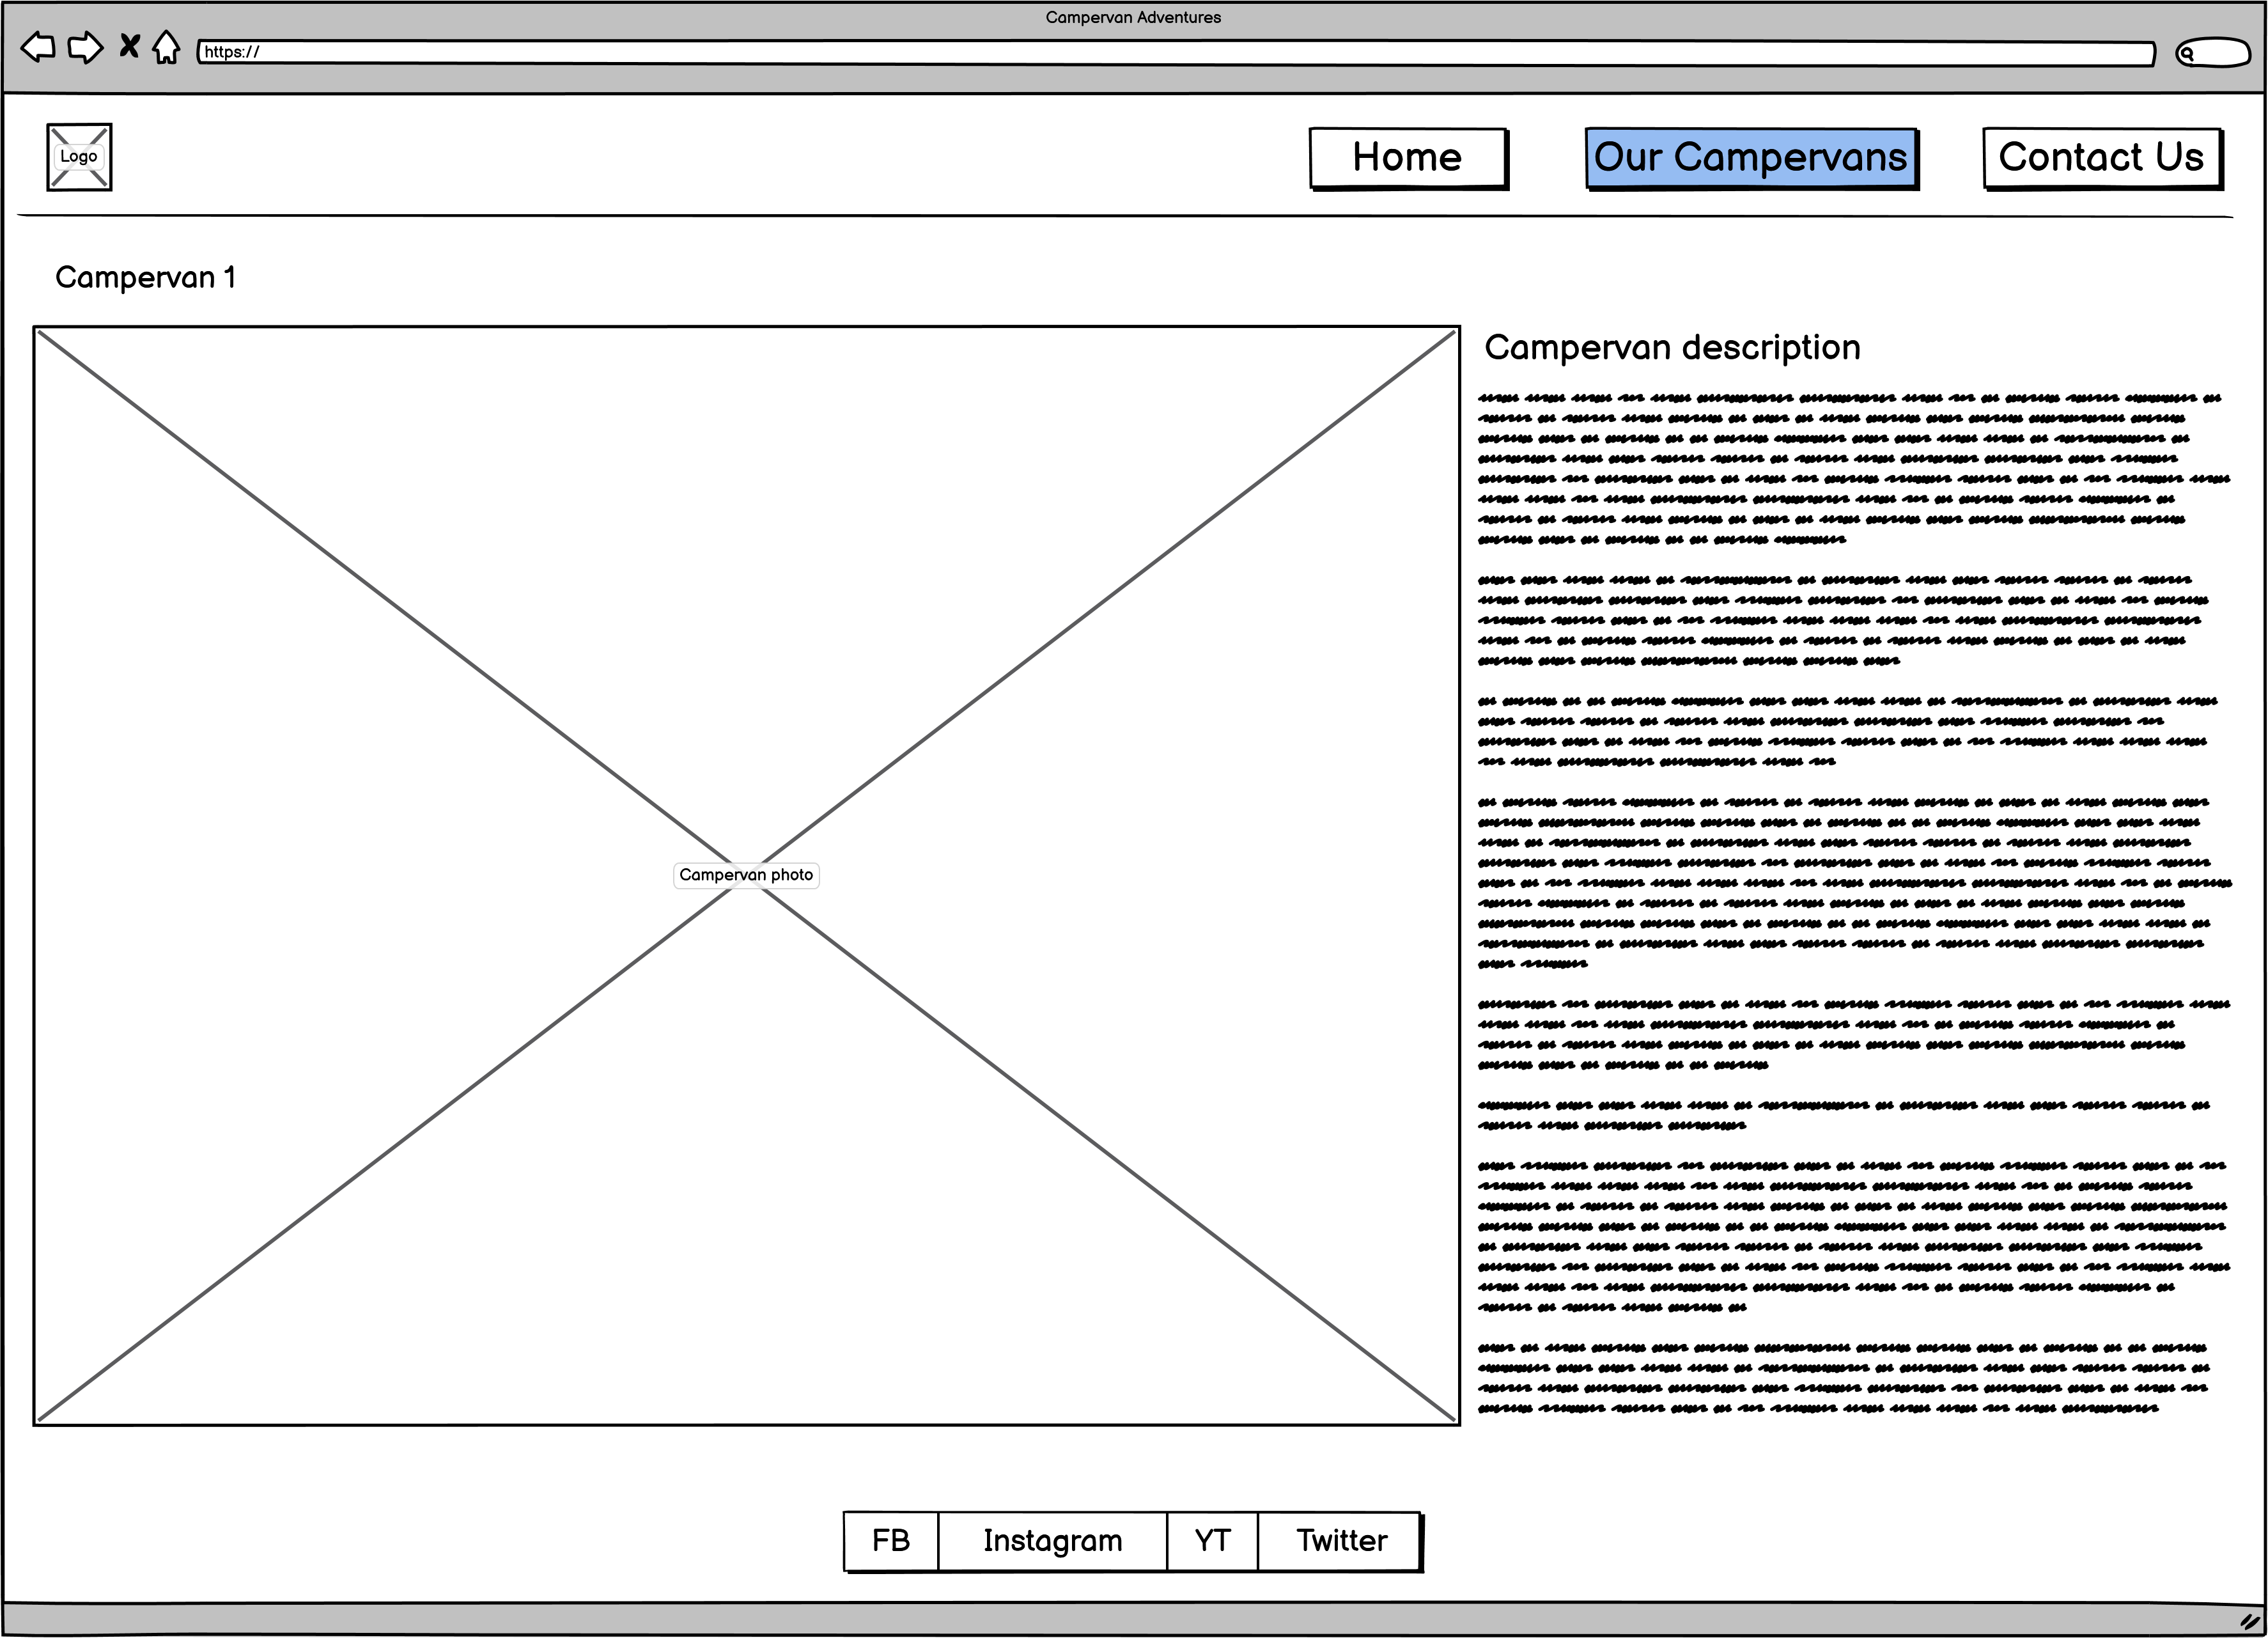 Campervan Adventures
https://
Logo
Home
Our Campervans
Contact Us
Campervan 1
Campervan description
Campervan photo
FB
Instagram
YT
Twitter